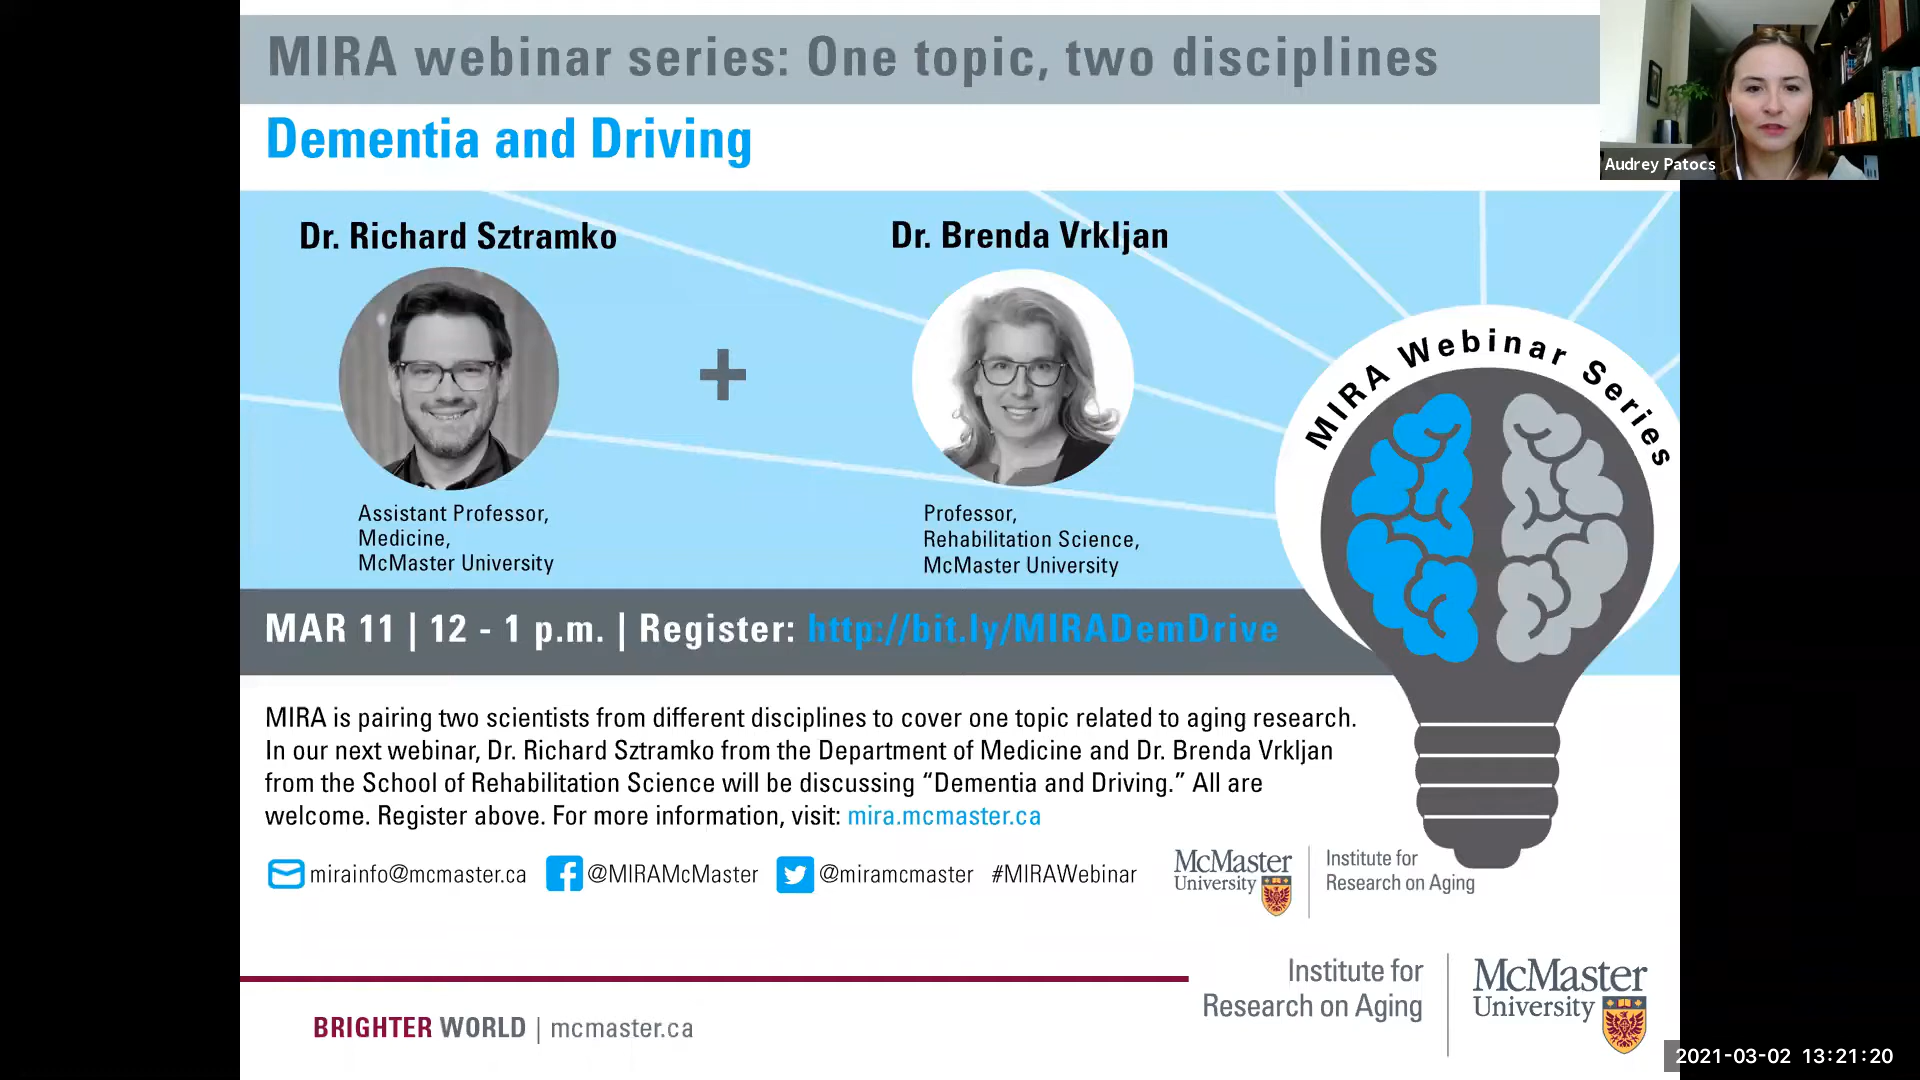 MIRA webinar series: One topic, two disciplines
Dementia and Driving
Audrey Patocs
Dr. Richard Sztramko
Dr. Brenda Vrkljan
+
MIRA Webinar Series
Assistant Professor,
Medicine,
McMaster University
Professor,
Rehabilitation Science,
McMaster University
MAR 11 | 12 - 1 p.m. | Register: http://bit.ly/MIRADemDrive
MIRA is pairing two scientists from different disciplines to cover one topic related to aging research.
In our next webinar, Dr. Richard Sztramko from the Department of Medicine and Dr. Brenda Vrkljan
from the School of Rehabilitation Science will be discussing “Dementia and Driving.” All are
welcome. Register above. For more information, visit: mira.mcmaster.ca
mirainfo@mcmaster.ca @MIRAMcMaster @miramcmaster #MIRAWebinar
McMaster
University
Institute for
Research on Aging
Institute for
Research on Aging
McMaster
University
BRIGHTER WORLD | mcmaster.ca
2021-03-02 13:21:20